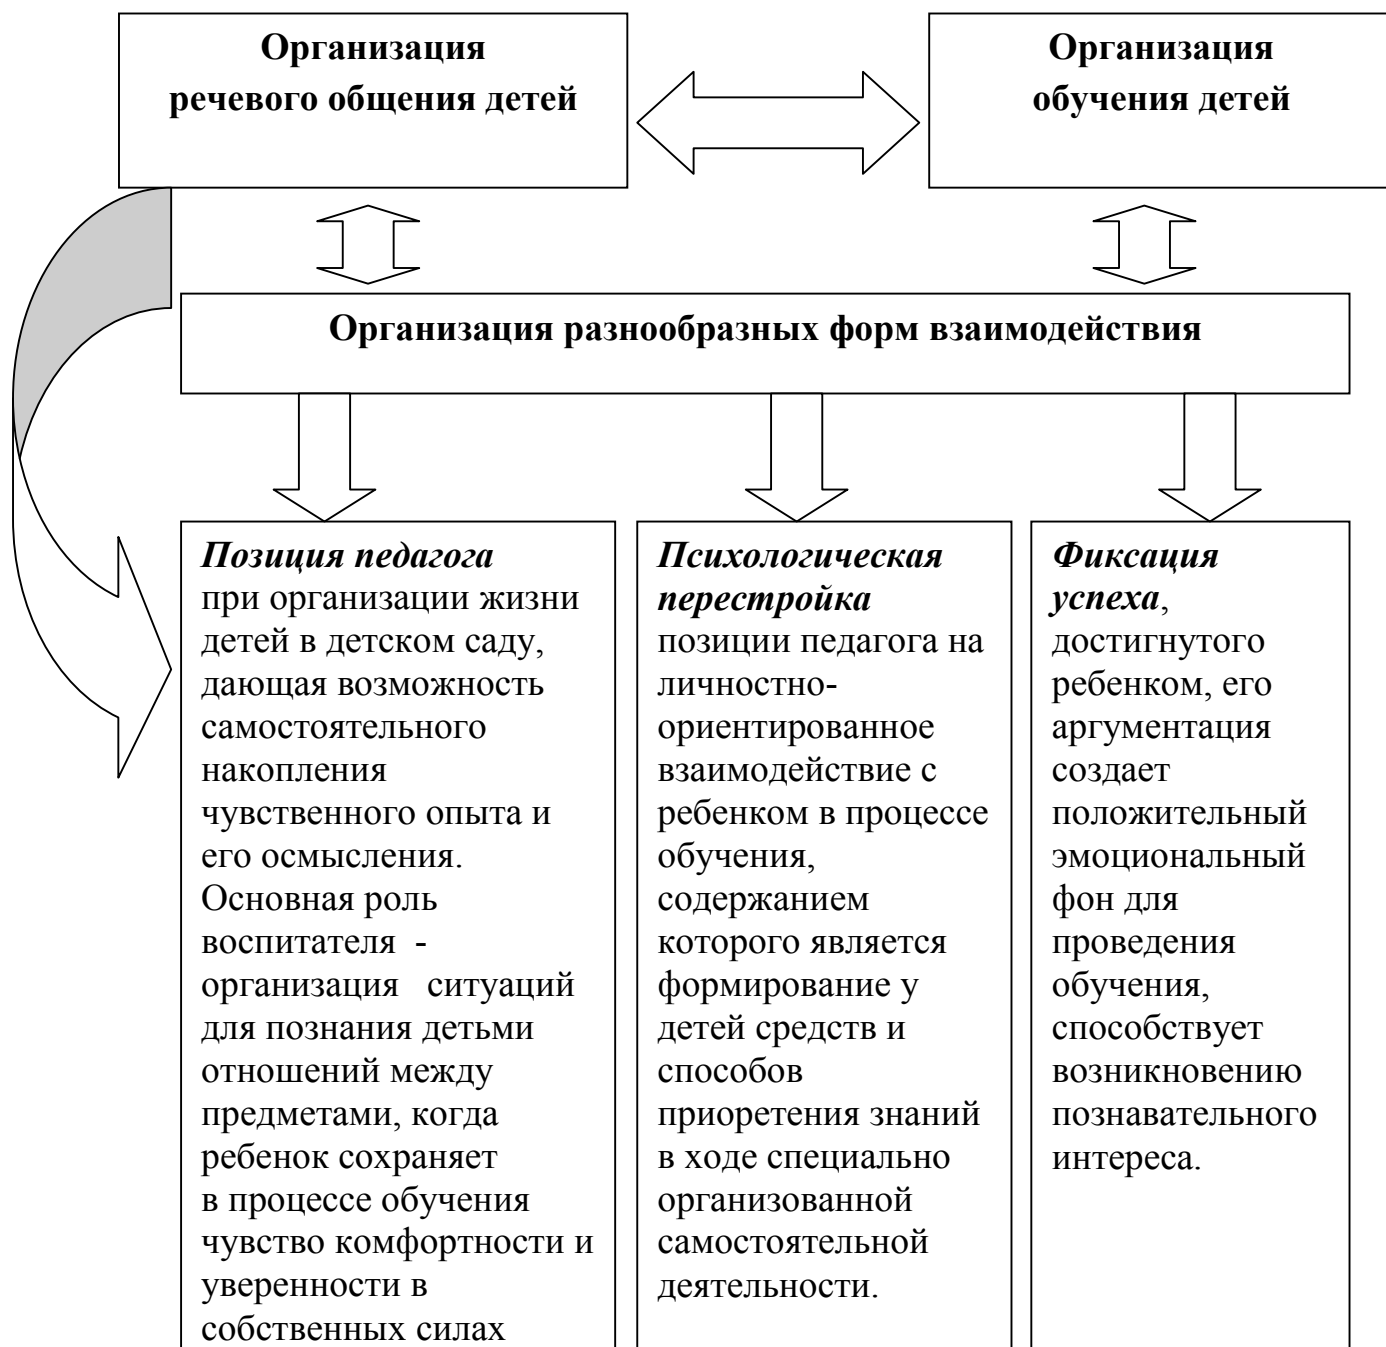 Организация
речевого общения детей
Организация
обучения детей
Организация разнообразных форм взаимодействия
Позиция педагога
при организации жизни
детей в детском саду,
дающая возможность
самостоятельного
накопления
чувственного опыта и
его осмысления.
Основная роль
воспитателя -
организация ситуаций
для познания детьми
отношений между
предметами, когда
ребенок сохраняет
в процессе обучения
чувство комфортности и
уверенности в
собственных силах
Психологическая
перестройка
позиции педагога на
личностно-
ориентированное
взаимодействие с
ребенком в процессе
обучения,
содержанием
которого является
формирование у
детей средств и
способов
приоретения знаний
в ходе специально
организованной
самостоятельной
деятельности.
Фиксация
успеха,
достигнутого
ребенком, его
аргументация
создает
положительный
эмоциональный
фон для
проведения
обучения,
способствует
возникновению
познавательного
интереса.